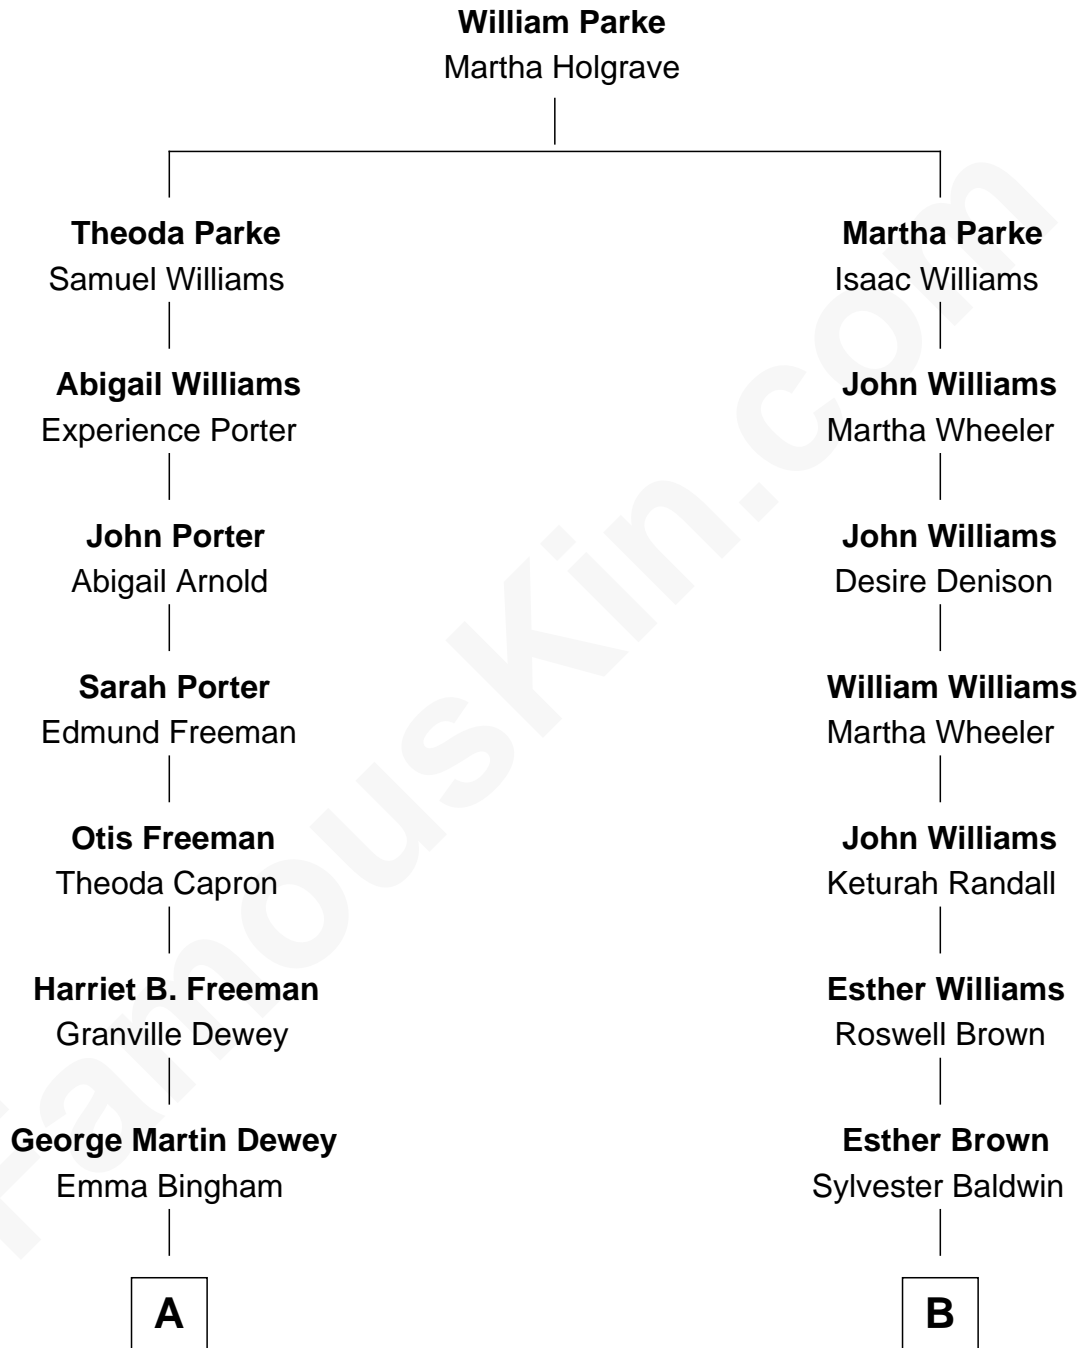 William Parke
Martha Holgrave
Theoda Parke
Samuel Williams
Martha Parke
Isaac Williams
Abigail Williams
Experience Porter
John Williams
Martha Wheeler
John Porter
Abigail Arnold
John Williams
Desire Denison
Sarah Porter
Edmund Freeman
William Williams
Martha Wheeler
Otis Freeman
Theoda Capron
John Williams
Keturah Randall
Harriet B. Freeman
Granville Dewey
Esther Williams
Roswell Brown
George Martin Dewey
Emma Bingham
Esther Brown
Sylvester Baldwin
A
B
FamousKin.com